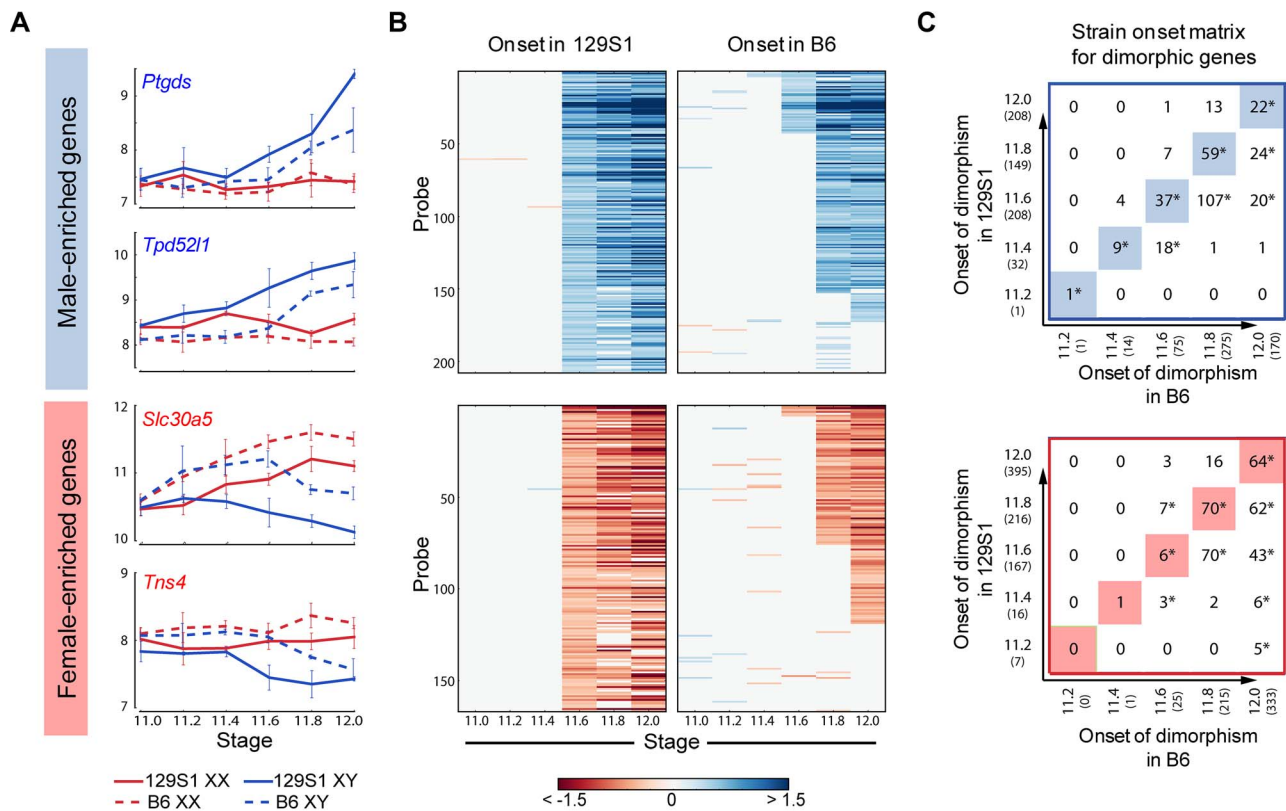 A
Male-enriched genes
Female-enriched genes
Ptgds
9
8
7
Tpd52l1
10
9
8
Slc30a5
12
11
10
Tns4
9
8
7
11.0 11.2 11.4 11.6 11.8 12.0
Stage
129S1 XX 129S1 XY
B6 XX B6 XY
B
Onset in 129S1 Onset in B6
Probe
50
100
150
200
Probe
50
100
150
11.0 11.2 11.4 11.6 11.8 12.0 11.0 11.2 11.4 11.6 11.8 12.0
Stage
< -1.5 0 > 1.5
C
Strain onset matrix
for dimorphic genes
Onset of dimorphism
in 129S1
12.0 (208) 0 0 1 13 22*
11.8 (149) 0 0 7 59* 24*
11.6 (208) 0 4 37* 107* 20*
11.4 (32) 0 9* 18* 1 1
11.2 (1) 1* 0 0 0 0
11.2 (1) 11.4 (14) 11.6 (75) 11.8 (275) 12.0 (170)
Onset of dimorphism
in B6
Onset of dimorphism
in 129S1
12.0 (395) 0 0 3 16 64*
11.8 (216) 0 0 7* 70* 62*
11.6 (167) 0 0 6* 70* 43*
11.4 (16) 0 1 3* 2 6*
11.2 (7) 0 0 0 0 5*
11.2 (0) 11.4 (1) 11.6 (25) 11.8 (215) 12.0 (333)
Onset of dimorphism
in B6